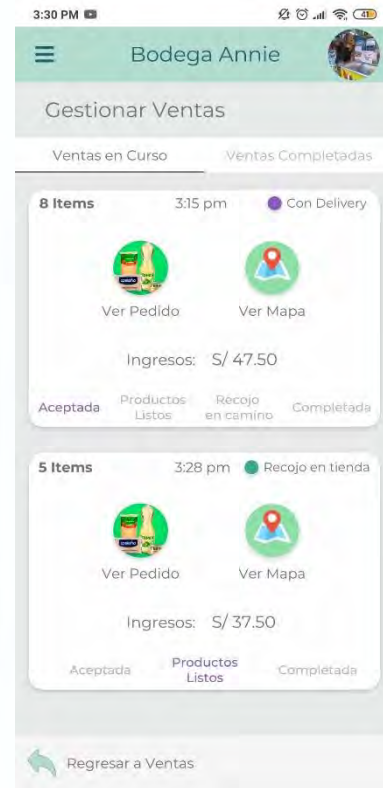 3:30 PM
41
Bodega Annie
Gestionar Ventas
Ventas en Curso Ventas Completadas
8 Items 3:15 pm Con Delivery
Ver Pedido Ver Mapa
Ingresos: S/ 47.50
Aceptada Productos Listos Recojo en camino Completada
5 Items 3:28 pm Recojo en tienda
Ver Pedido Ver Mapa
Ingresos: S/ 37.50
Aceptada Productos Listos Completada
Regresar a Ventas